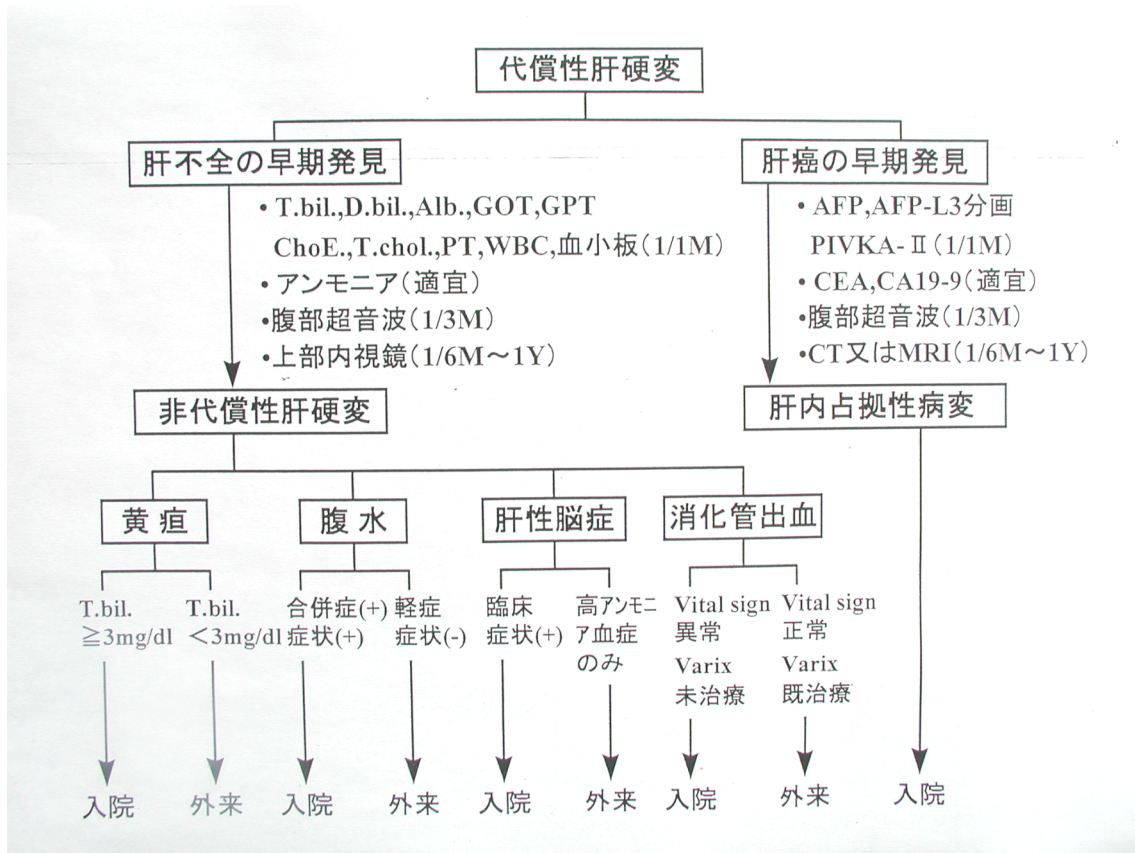 代償性肝硬変
肝不全の早期発見
・T.bil.,D.bil.,Alb.,GOT,GPT
ChoE.,T.chol.,PT,WBC,血小板(1/1M)
・アンモニア(適宜)
・腹部超音波(1/3M)
・上部内視鏡(1/6M～1Y)
肝癌の早期発見
・AFP,AFP-L3分画
PIVKA-Ⅱ(1/1M)
・CEA,CA19-9(適宜)
・腹部超音波(1/3M)
・CT又はMRI(1/6M～1Y)
非代償性肝硬変
肝内占拠性病変
黄疸
腹水
肝性脳症
消化管出血
T.bil.
≧3mg/dl
T.bil.
＜3mg/dl
合併症(+)
症状(+)
軽症
症状(-)
臨床
症状(+)
高アンモニ
ア血症
のみ
Vital sign
異常
Varix
未治療
Vital sign
正常
Varix
既治療
入院
外来
入院
外来
入院
外来
入院
外来
入院